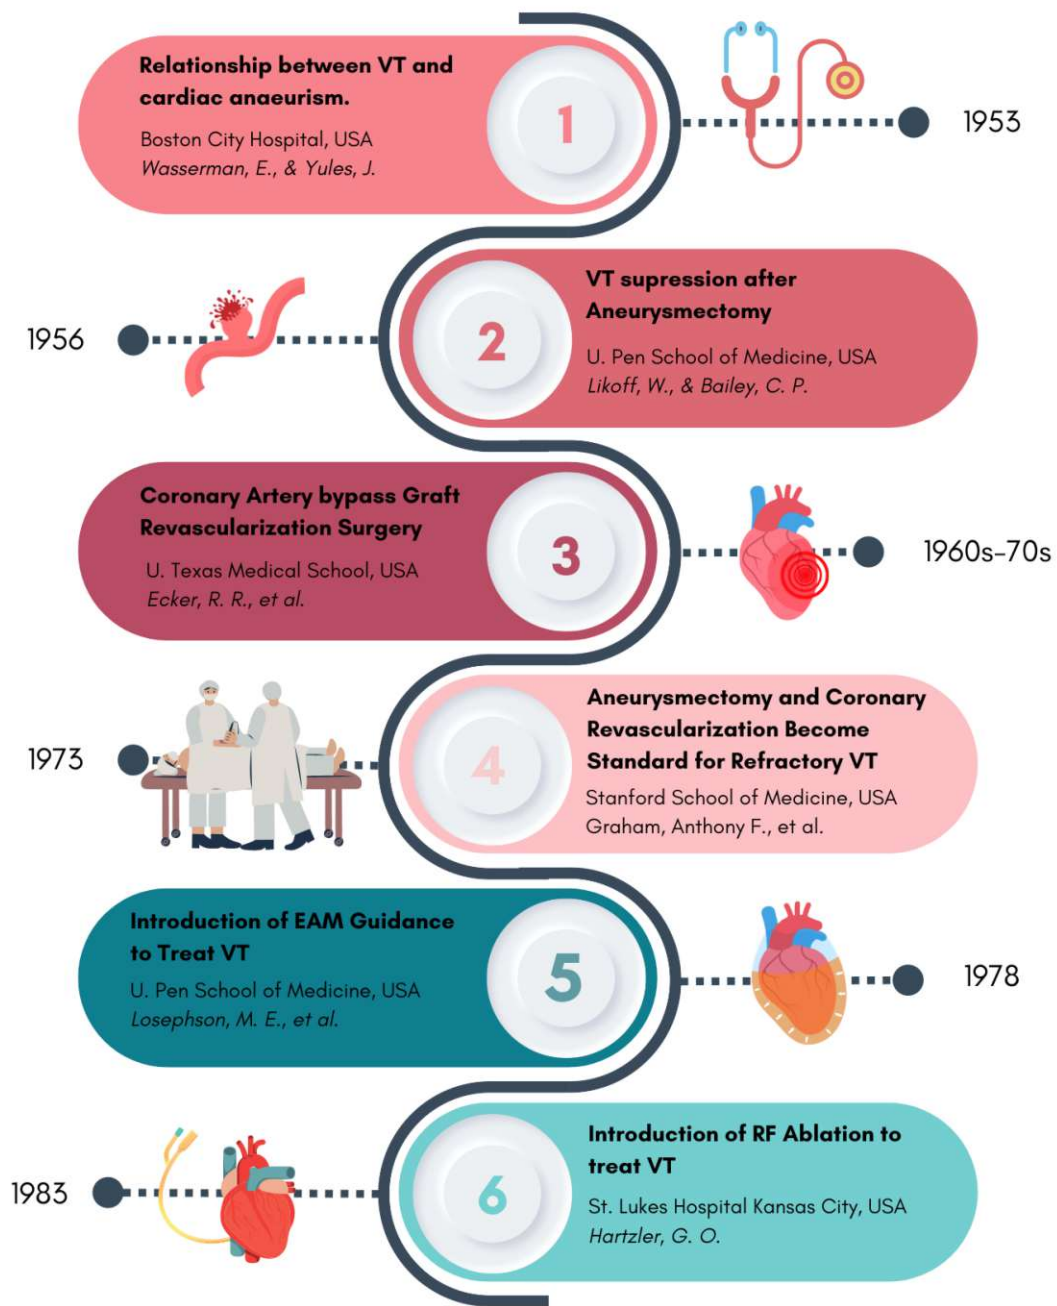 Relationship between VT and
cardiac anaeurism.
Boston City Hospital, USA
Wasserman, E., & Yules, J.
1
1953
1956
2
VT supression after
Aneurysmectomy
U. Pen School of Medicine, USA
Likoff, W., & Bailey, C. P.
Coronary Artery bypass Graft
Revascularization Surgery
U. Texas Medical School, USA
Ecker, R. R., et al.
3
1960s-70s
1973
4
Aneurysmectomy and Coronary
Revascularization Become
Standard for Refractory VT
Stanford School of Medicine, USA
Graham, Anthony F., et al.
Introduction of EAM Guidance
to Treat VT
U. Pen School of Medicine, USA
Losephson, M. E., et al.
5
1978
1983
6
Introduction of RF Ablation to
treat VT
St. Lukes Hospital Kansas City, USA
Hartzler, G. O.